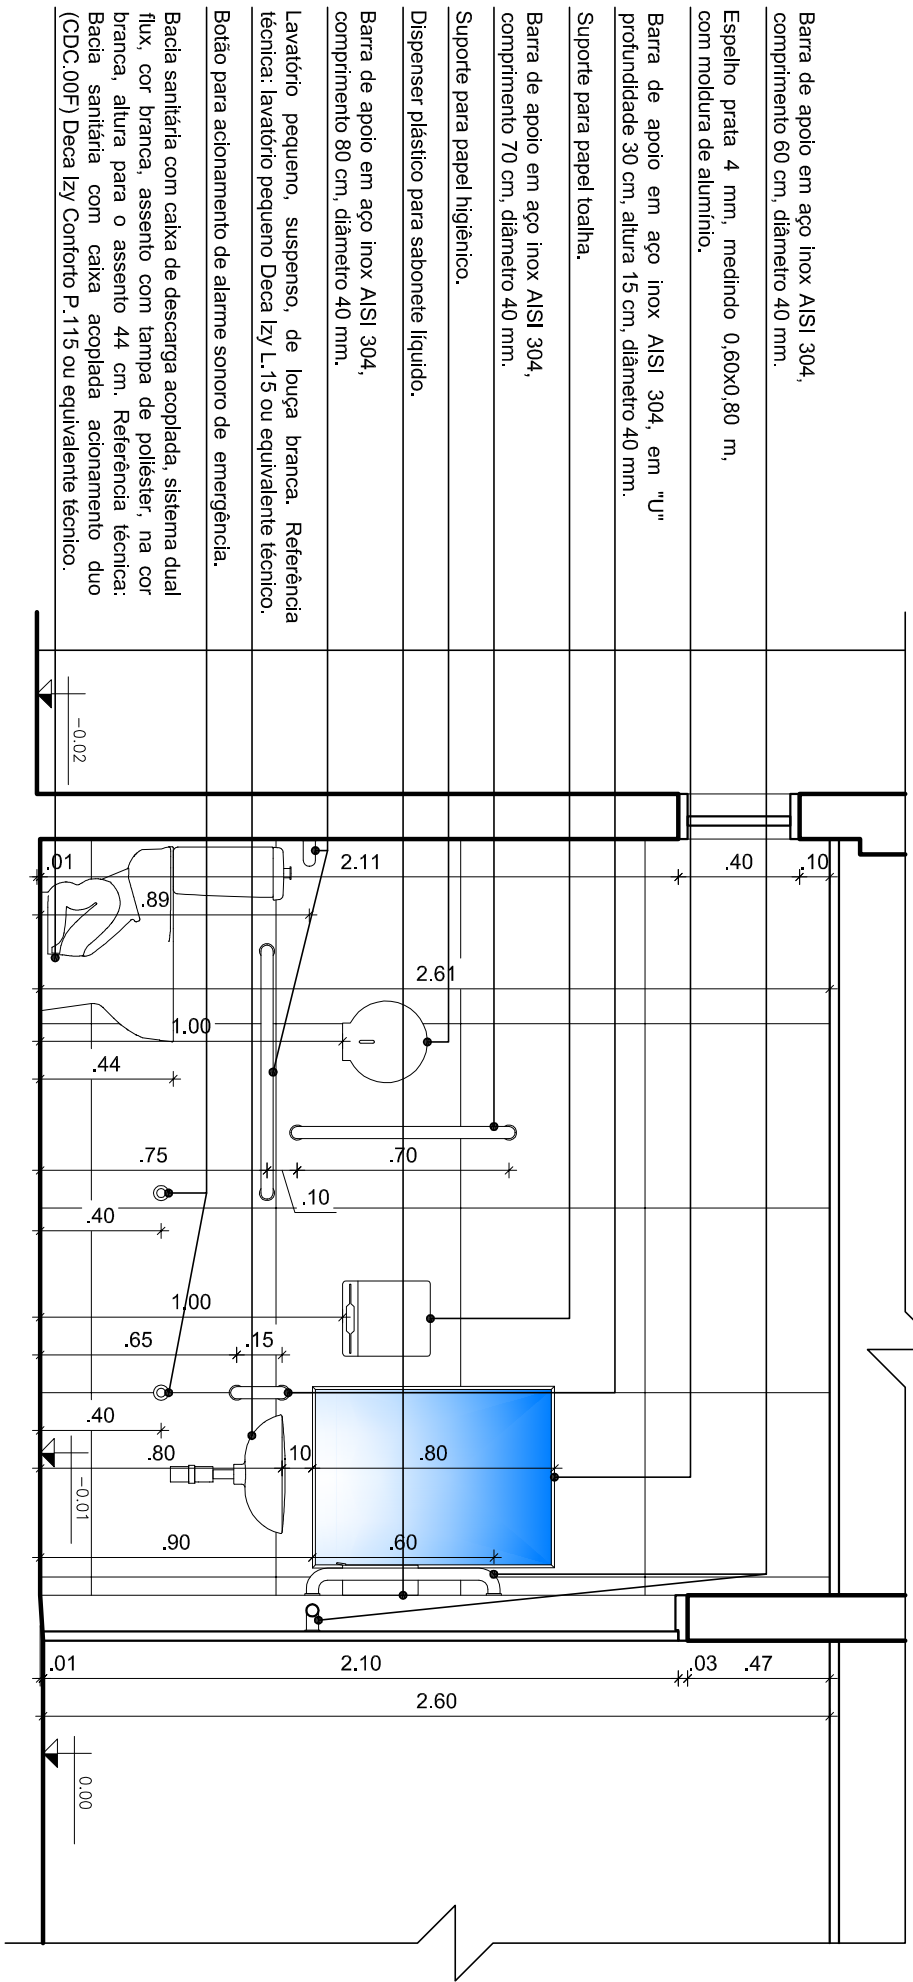 Barra de apoio em aço inox AISI 304,
comprimento 60 cm, diâmetro 40 mm.
Espelho prata 4 mm, medindo 0,60x0,80 m,
com moldura de alumínio.
Barra de apoio em aço inox AISI 304, em "U"
profundidade 30 cm, altura 15 cm, diâmetro 40 mm.
Suporte para papel toalha.
Barra de apoio em aço inox AISI 304,
comprimento 70 cm, diâmetro 40 mm.
Suporte para papel higiênico.
Dispenser plástico para sabonete líquido.
Barra de apoio em aço inox AISI 304,
comprimento 80 cm, diâmetro 40 mm.
Lavatório pequeno, suspenso, de louça branca. Referência
técnica: lavatório pequeno Deca Izy L.15 ou equivalente técnico.
Botão para acionamento de alarme sonoro de emergência.
Bacia sanitária com caixa de descarga acoplada, sistema dual
flux, cor branca, assento com tampa de poliéster, na cor
branca, altura para o assento 44 cm. Referência técnica:
Bacia sanitária com caixa acoplada acionamento duo
(CDC.00F) Deca Izy Conforto P.115 ou equivalente técnico.
-0.02
.01
2.11
.40
.10
.89
2.61
1.00
.44
.75
.70
.10
.40
1.00
.65
.15
.40
.80
.10
.80
-0.01
.90
.60
.01
2.10
.03
.47
2.60
0.00